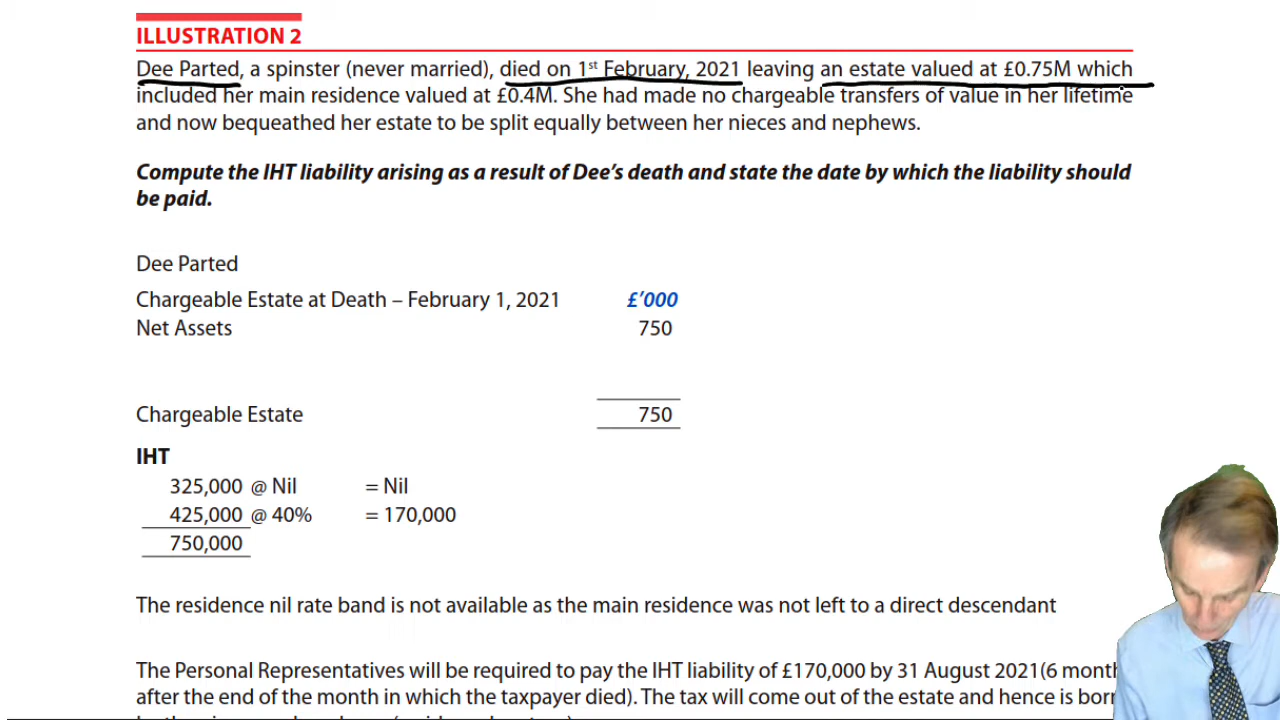 ILLUSTRATION 2
Dee Parted, a spinster (never married), died on 1st February, 2021 leaving an estate valued at £0.75M which
included her main residence valued at £0.4M. She had made no chargeable transfers of value in her lifetime
and now bequeathed her estate to be split equally between her nieces and nephews.
Compute the IHT liability arising as a result of Dee's death and state the date by which the liability should
be paid.
Dee Parted
Chargeable Estate at Death – February 1, 2021 £'000
Net Assets 750
Chargeable Estate 750
IHT
325,000 @ Nil = Nil
425,000 @ 40% = 170,000
750,000
The residence nil rate band is not available as the main residence was not left to a direct descendant
The Personal Representatives will be required to pay the IHT liability of £170,000 by 31 August 2021(6 month
after the end of the month in which the taxpayer died). The tax will come out of the estate and hence is born